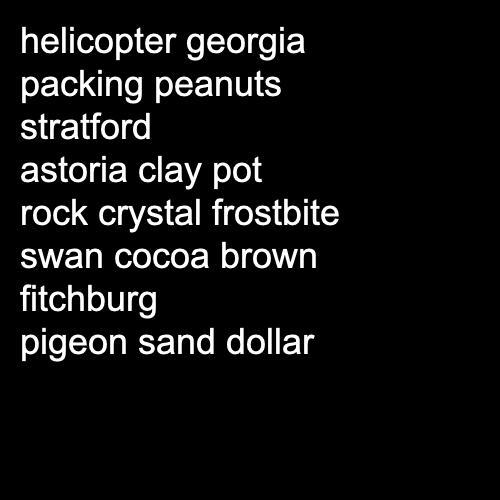 helicopter georgia
packing peanuts
stratford
astoria clay pot
rock crystal frostbite
swan cocoa brown
fitchburg
pigeon sand dollar